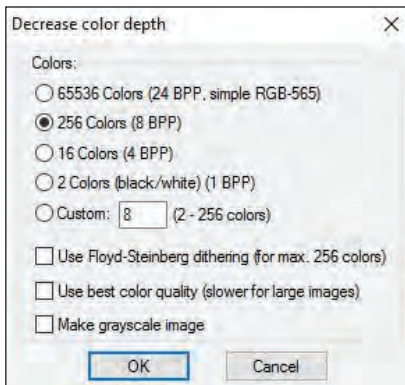 Decrease color depth
Colors:
65536 Colors (24 BPP, simple RGB-565)
256 Colors (8 BPP)
16 Colors (4 BPP)
2 Colors (black/white) (1 BPP)
Custom: 8 (2 - 256 colors)
Use Floyd-Steinberg dithering (for max. 256 colors)
Use best color quality (slower for large images)
Make grayscale image
OK Cancel